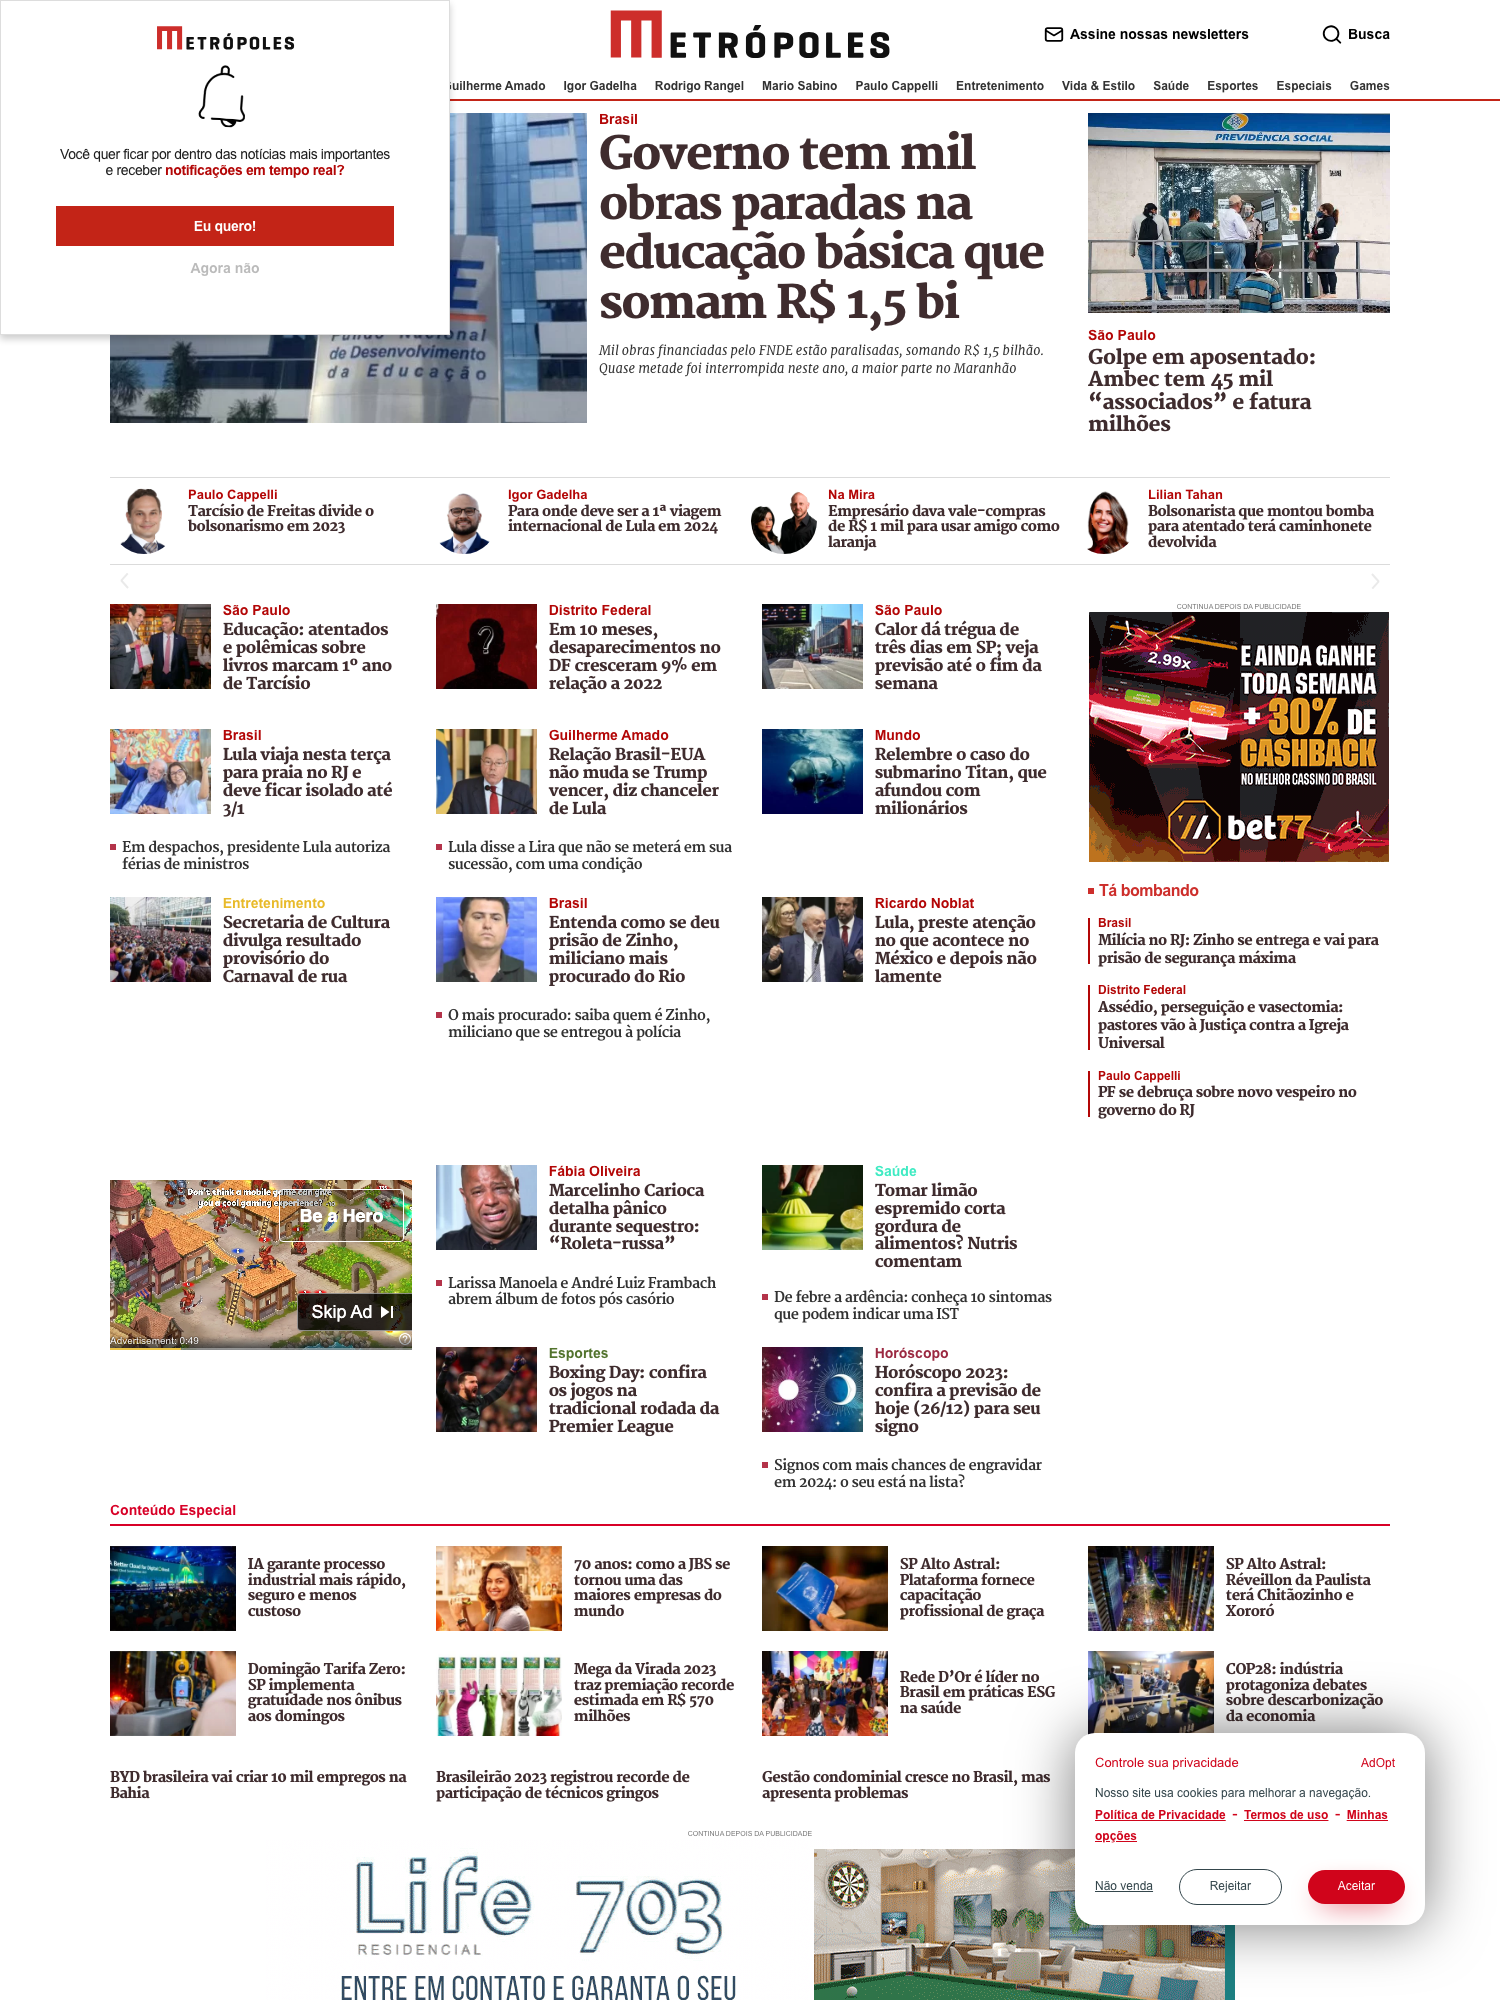 METRÓPOLES
Você quer ficar por dentro das notícias mais importantes
e receber notificações em tempo real?
Eu quero!
Agora não
METRÓPOLES
Assine nossas newsletters
Busca
Guilherme Amado Igor Gadelha Rodrigo Rangel Mario Sabino Paulo Cappelli Entretenimento Vida & Estilo Saúde Esportes Especiais Games
Nacional
de Desenvolvimento
da Educação
Brasil
Governo tem mil
obras paradas na
educação básica que
somam R$ 1,5 bi
Mil obras financiadas pelo FNDE estão paralisadas, somando R$ 1,5 bilhão.
Quase metade foi interrompida neste ano, a maior parte no Maranhão
PREVIDÊNCIA SOCIAL
São Paulo
Golpe em aposentado:
Ambec tem 45 mil
“associados” e fatura
milhões
Paulo Cappelli
Tarcísio de Freitas divide o
bolsonarismo em 2023
Igor Gadelha
Para onde deve ser a 1ª viagem
internacional de Lula em 2024
Na Mira
Empresário dava vale-compras
de R$ 1 mil para usar amigo como
laranja
Lilian Tahan
Bolsonarista que montou bomba
para atentado terá caminhonete
devolvida
São Paulo
Educação: atentados
e polêmicas sobre
livros marcam 1º ano
de Tarcísio
Distrito Federal
Em 10 meses,
desaparecimentos no
DF cresceram 9% em
relação a 2022
São Paulo
Calor dá trégua de
três dias em SP; veja
previsão até o fim da
semana
CONTINUA DEPOIS DA PUBLICIDADE
2.99x
E AINDA GANHE
TODA SEMANA
+ 30% DE
CASHBACK
NO MELHOR CASSINO DO BRASIL
bet77
Brasil
Lula viaja nesta terça
para praia no RJ e
deve ficar isolado até
3/1
Em despachos, presidente Lula autoriza
férias de ministros
Guilherme Amado
Relação Brasil-EUA
não muda se Trump
vencer, diz chanceler
de Lula
Lula disse a Lira que não se meterá em sua
sucessão, com uma condição
Mundo
Relembre o caso do
submarino Titan, que
afundou com
milionários
Entretenimento
Secretaria de Cultura
divulga resultado
provisório do
Carnaval de rua
Brasil
Entenda como se deu
prisão de Zinho,
miliciano mais
procurado do Rio
O mais procurado: saiba quem é Zinho,
miliciano que se entregou à polícia
Ricardo Noblat
Lula, preste atenção
no que acontece no
México e depois não
lamente
Tá bombando
Brasil
Milícia no RJ: Zinho se entrega e vai para
prisão de segurança máxima
Distrito Federal
Assédio, perseguição e vasectomia:
pastores vão à Justiça contra a Igreja
Universal
Paulo Cappelli
PF se debruça sobre novo vespeiro no
governo do RJ
Don't think a mobile game can give
you a cool gaming experience?
Be a Hero
Skip Ad
Advertisement: 0:49
Fábia Oliveira
Marcelinho Carioca
detalha pânico
durante sequestro:
“Roleta-russa”
Larissa Manoela e André Luiz Frambach
abrem álbum de fotos pós casório
Saúde
Tomar limão
espremido corta
gordura de
alimentos? Nutris
comentam
De febre a ardência: conheça 10 sintomas
que podem indicar uma IST
Esportes
Boxing Day: confira
os jogos na
tradicional rodada da
Premier League
Horóscopo
Horóscopo 2023:
confira a previsão de
hoje (26/12) para seu
signo
Signos com mais chances de engravidar
em 2024: o seu está na lista?
Conteúdo Especial
IA garante processo
industrial mais rápido,
seguro e menos
custoso
70 anos: como a JBS se
tornou uma das
maiores empresas do
mundo
SP Alto Astral:
Plataforma fornece
capacitação
profissional de graça
SP Alto Astral:
Réveillon da Paulista
terá Chitãozinho e
Xororó
Domingão Tarifa Zero:
SP implementa
gratuidade nos ônibus
aos domingos
Mega da Virada 2023
traz premiação recorde
estimada em R$ 570
milhões
Rede D’Or é líder no
Brasil em práticas ESG
na saúde
COP28: indústria
protagoniza debates
sobre descarbonização
da economia
BYD brasileira vai criar 10 mil empregos na
Bahia
Brasileirão 2023 registrou recorde de
participação de técnicos gringos
Gestão condominial cresce no Brasil, mas
apresenta problemas
Controle sua privacidade
AdOpt
Nosso site usa cookies para melhorar a navegação.
Política de Privacidade - Termos de uso - Minhas
opções
Não venda
Rejeitar
Aceitar
CONTINUA DEPOIS DA PUBLICIDADE
Life 703
RESIDENCIAL
ENTRE EM CONTATO E GARANTA O SEU